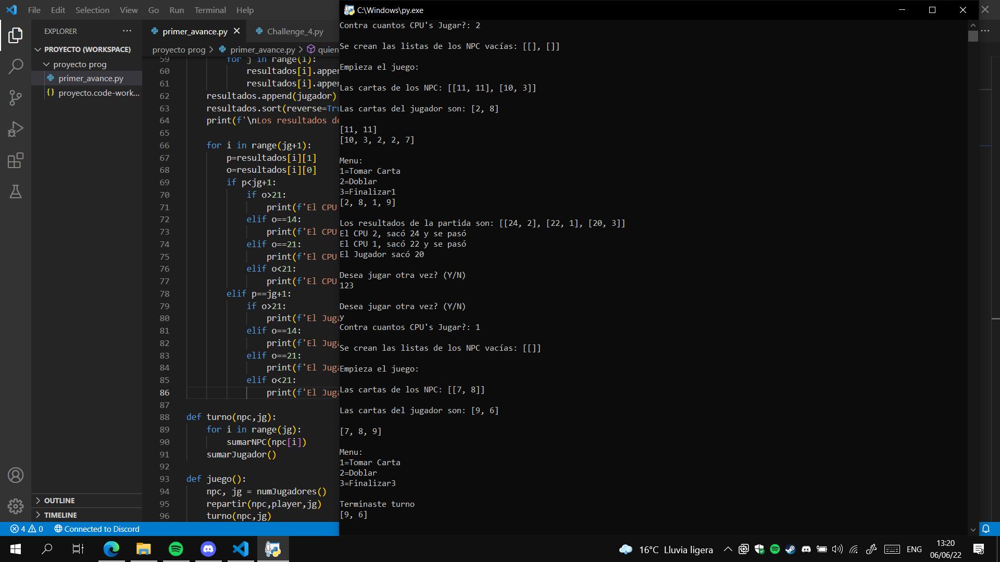 File Edit Selection View Go Run Terminal Help
EXPLORER
PROYECTO (WORKSPACE)
proyecto prog
primer_avance.py
proyecto.code-work...
OUTLINE
TIMELINE
primer_avance.py
Challenge_4.py
proyecto prog > primer_avance.py > quien
59 for j in range(1):
60 resultados[i].appen
61 resultados[i].appen
62 resultados.append(jugador)
63 resultados.sort(reverse=Tru
64 print(f'\nLos resultados de
65
66 for i in range(jg+1):
67 p=resultados[i][1]
68 o=resultados[i][0]
69 if p<jg+1:
70 if o>21:
71 print(f'El CPU
72 elif o==14:
73 print(f'El CPU
74 elif o==21:
75 print(f'El CPU
76 elif o<21:
77 print(f'El CPU
78 elif p==jg+1:
79 if o>21:
80 print(f'El Juga
81 elif o==14:
82 print(f'El Juga
83 elif o==21:
84 print(f'El Juga
85 elif o<21:
86 print(f'El Juga
87
88 def turno(npc,jg):
89 for i in range(jg):
90 sumarNPC(npc[i])
91 sumarJugador()
92
93 def juego():
94 npc, jg = numJugadores()
95 repartir(npc,player,jg)
96 turno(npc,jg)
C:\Windows\py.exe
Contra cuantos CPU's Jugar?: 2
Se crean las listas de los NPC vacías: [[], []]
Empieza el juego:
Las cartas de los NPC: [[11, 11], [10, 3]]
Las cartas del jugador son: [2, 8]
[11, 11]
[10, 3, 2, 2, 7]
Menu:
1=Tomar Carta
2=Doblar
3=Finalizar1
[2, 8, 1, 9]
Los resultados de la partida son: [[24, 2], [22, 1], [20, 3]]
El CPU 2, sacó 24 y se pasó
El CPU 1, sacó 22 y se pasó
El Jugador sacó 20
Desea jugar otra vez? (Y/N)
123
Desea jugar otra vez? (Y/N)
y
Contra cuantos CPU's Jugar?: 1
Se crean las listas de los NPC vacías: [[]]
Empieza el juego:
Las cartas de los NPC: [[7, 8]]
Las cartas del jugador son: [9, 6]
[7, 8, 9]
Menu:
1=Tomar Carta
2=Doblar
3=Finalizar3
Terminaste turno
[9, 6]
4 0 Connected to Discord
16°C Lluvia ligera
ENG
13:20
06/06/22